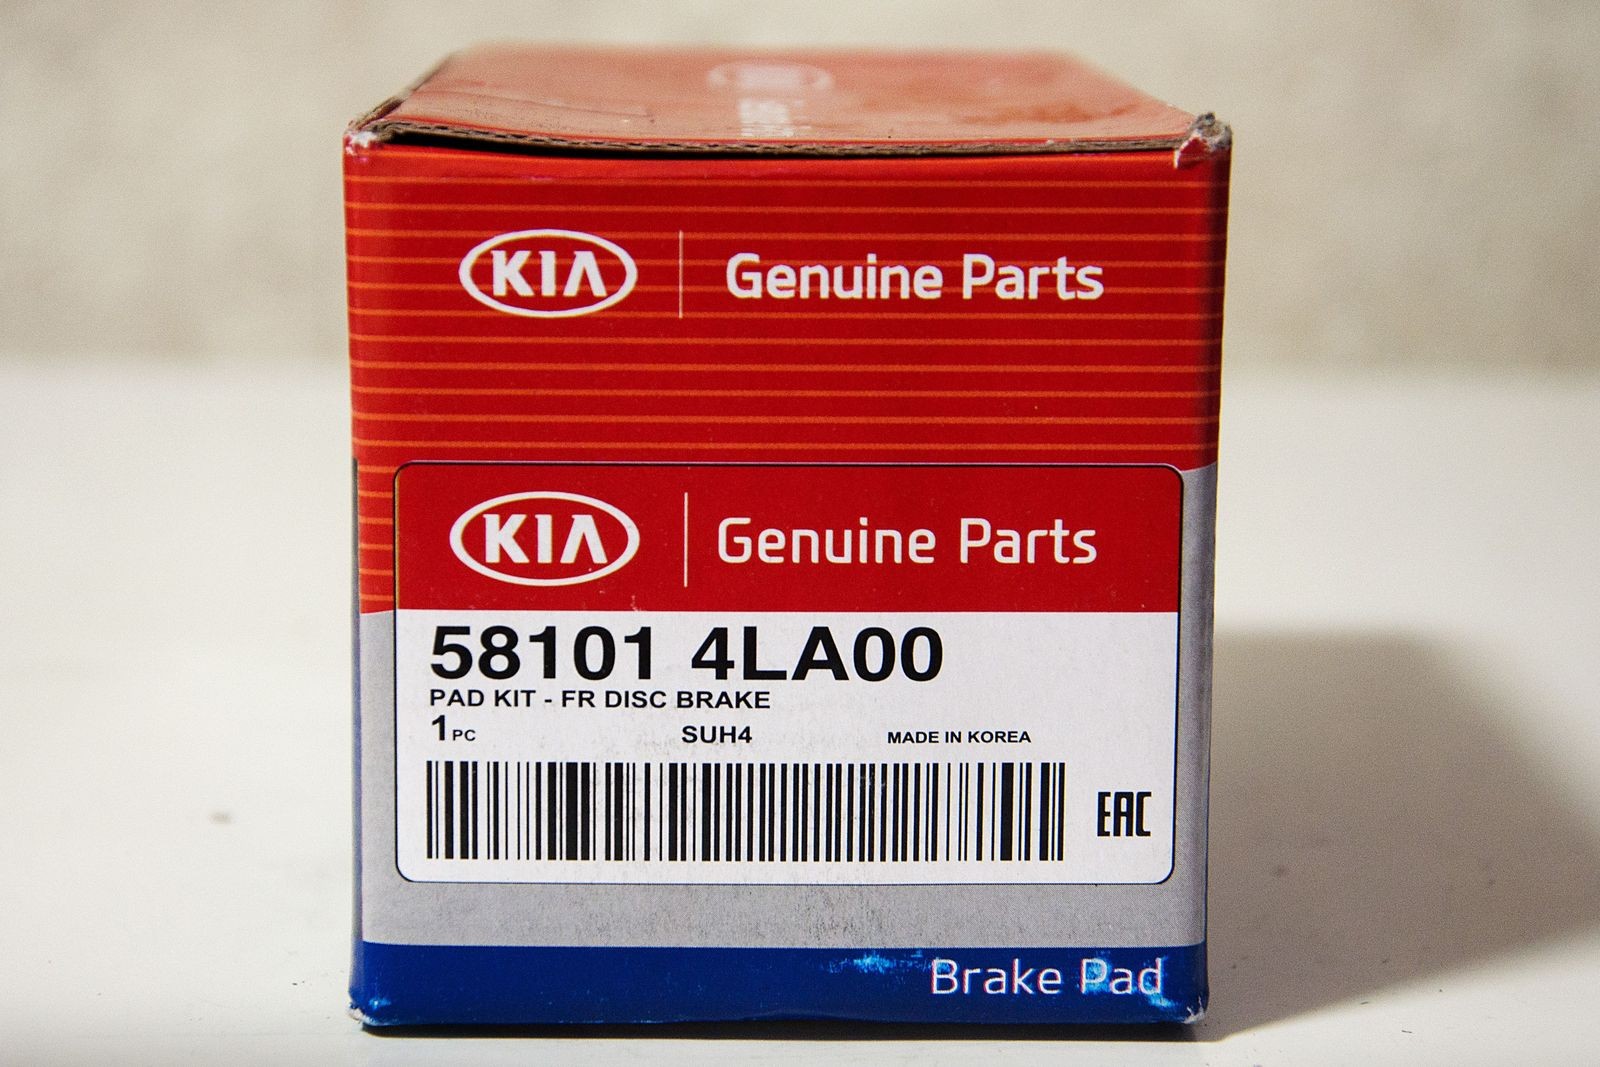 KIA Genuine Parts
KIA Genuine Parts
58101 4LA00
PAD KIT - FR DISC BRAKE
1PC SUH4 MADE IN KOREA
EAC
Brake Pad